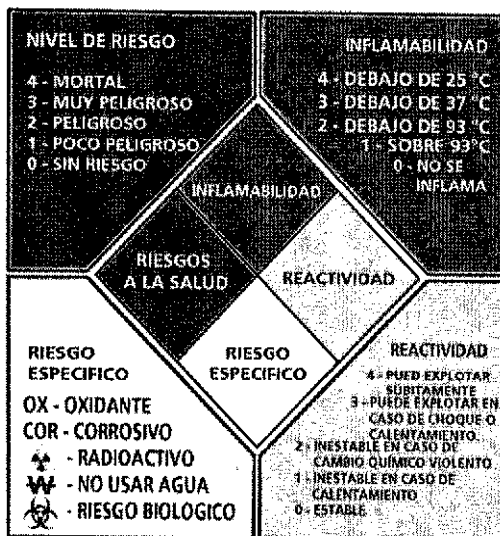 NIVEL DE RIESGO
4 - MORTAL
3 - MUY PELIGROSO
2 - PELIGROSO
1 - POCO PELIGROSO
0 - SIN RIESGO
INFLAMABILIDAD
4 - DEBAJO DE 25 °C
3 - DEBAJO DE 37 °C
2 - DEBAJO DE 93 °C
1 - SOBRE 93°C
0 - NO SE
INFLAMA
INFLAMABILIDAD
RIESGOS
A LA SALUD
REACTIVIDAD
RIESGO
ESPECIFICO
RIESGO
ESPECIFICO
OX - OXIDANTE
COR - CORROSIVO
☢ - RADIOACTIVO
W - NO USAR AGUA
☣ - RIESGO BIOLOGICO
REACTIVIDAD
4 - PUED EXPLOTAR
SUBITAMENTE
3 - PUEDE EXPLOTAR EN
CASO DE CHOQUE O
CALENTAMIENTO
2 - INESTABLE EN CASO DE
CAMBIO QUÍMICO VIOLENTO
1 - INESTABLE EN CASO DE
CALENTAMIENTO
0 - ESTABLE